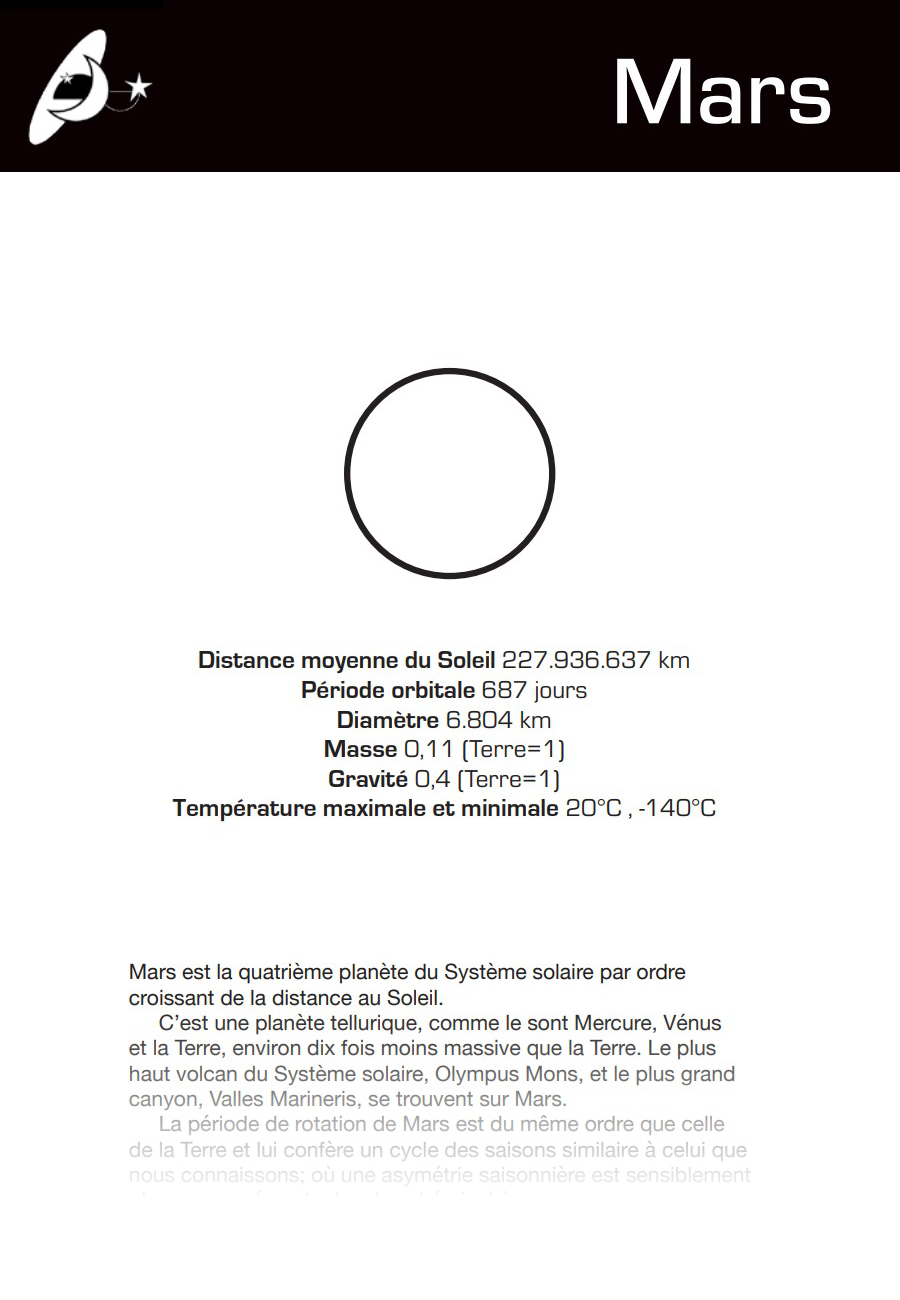 Mars
Distance moyenne du Soleil 227.936.637 km
Période orbitale 687 jours
Diamètre 6.804 km
Masse 0,11 (Terre=1)
Gravité 0,4 (Terre=1)
Température maximale et minimale 20°C , -140°C
Mars est la quatrième planète du Système solaire par ordre
croissant de la distance au Soleil.
C’est une planète tellurique, comme le sont Mercure, Vénus
et la Terre, environ dix fois moins massive que la Terre. Le plus
haut volcan du Système solaire, Olympus Mons, et le plus grand
canyon, Valles Marineris, se trouvent sur Mars.
La période de rotation de Mars est du même ordre que celle
de la Terre et lui confère un cycle des saisons similaire à celui que
nous connaissons; où une asymétrie saisonnière est sensiblement